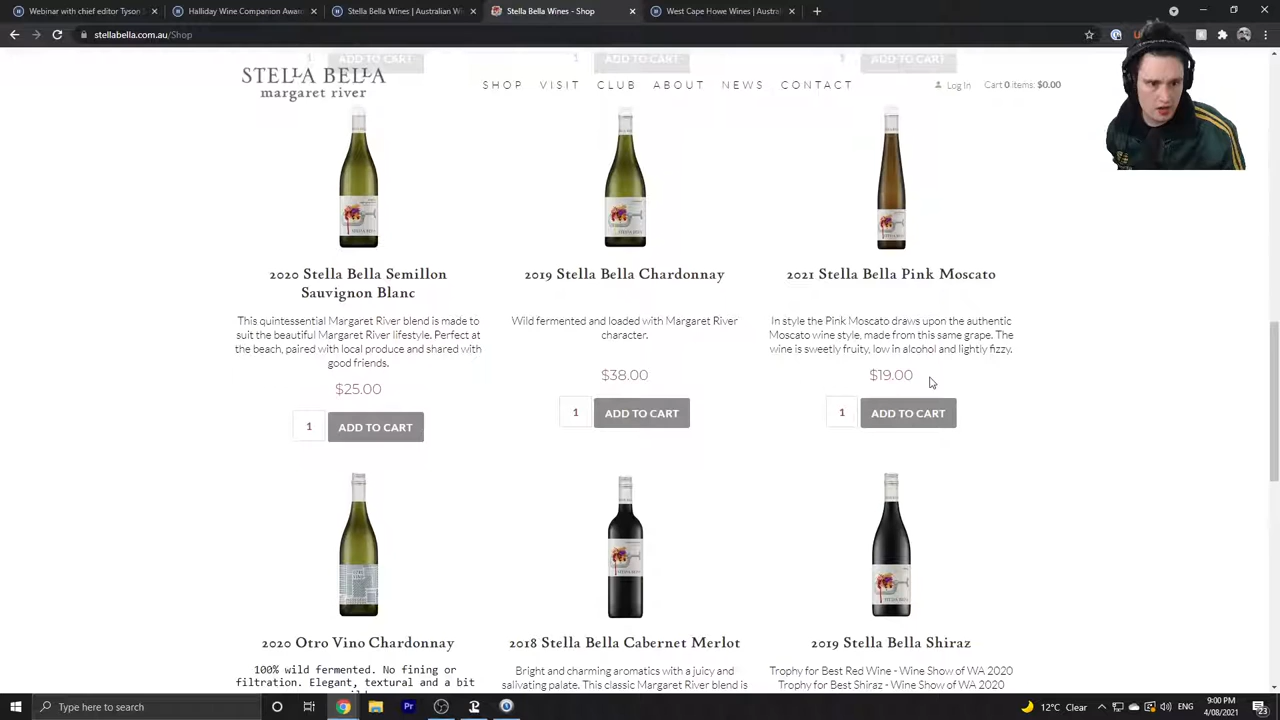 Webinar with chief editor Tyson S
Halliday Wine Companion Award
Stella Bella Wines | Australian Wi
Stella Bella Wines - Shop
West Cape Howe Wines | Austra
stellabella.com.au/Shop
1 ADD TO CART 1 ADD TO CART 1 ADD TO CART
STELLA BELLA
margaret river
SHOP VISIT CLUB ABOUT NEWS CONTACT
Log In Cart 0 items: $0.00
2020 Stella Bella Semillon
Sauvignon Blanc
This quintessential Margaret River blend is made to
suit the beautiful Margaret River lifestyle. Perfect at
the beach, paired with local produce and shared with
good friends.
$25.00
1 ADD TO CART
2019 Stella Bella Chardonnay
Wild fermented and loaded with Margaret River
character.
$38.00
1 ADD TO CART
2021 Stella Bella Pink Moscato
In style the Pink Moscato draws upon the authentic
Moscato wine style, made from this same grape. The
wine is sweetly fruity, low in alcohol and lightly fizzy.
$19.00
1 ADD TO CART
2020 Otro Vino Chardonnay
100% wild fermented. No fining or
filtration. Elegant, textural and a bit
2018 Stella Bella Cabernet Merlot
Bright and charming aromatics with a juicy and
salivating palate. This classic Margaret River blend is
2019 Stella Bella Shiraz
Trophy for Best Red Wine - Wine Show of WA 2020
Trophy for Best Shiraz - Wine Show of WA 2020
Type here to search
12°C Clear
ENG
9:00 PM
4/08/2021